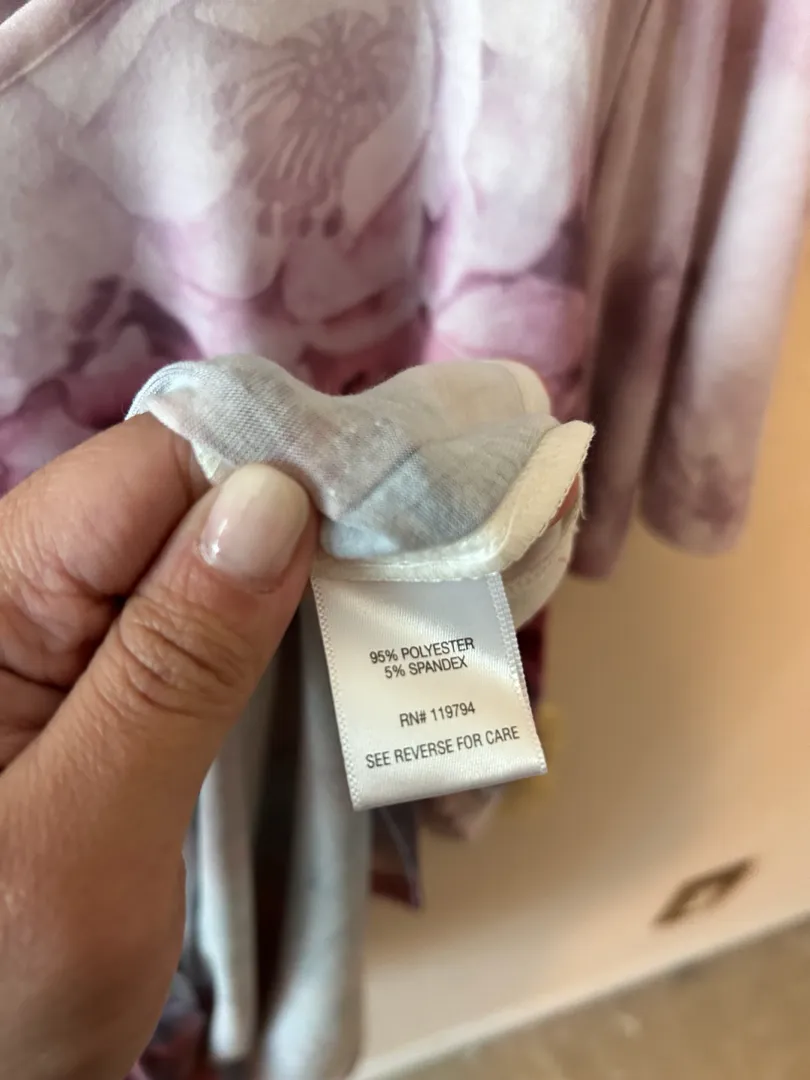 95% POLYESTER
5% SPANDEX
RN# 119794
SEE REVERSE FOR CARE